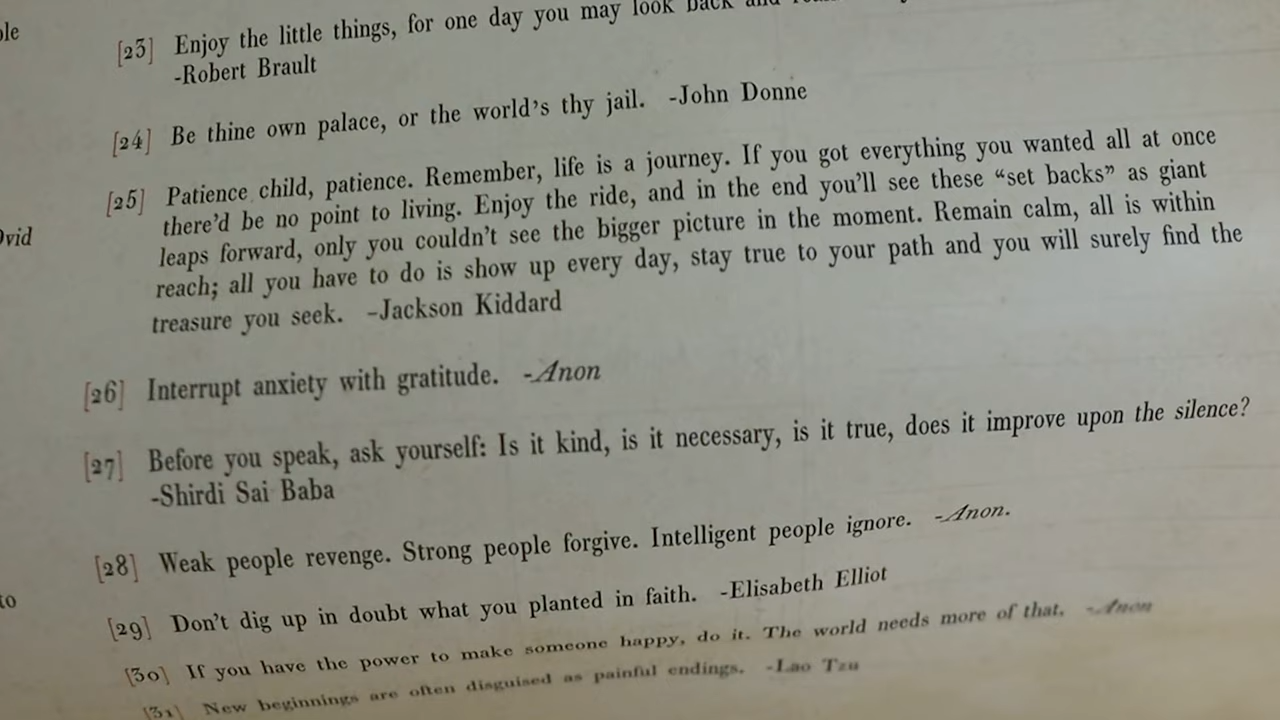 [23] Enjoy the little things, for one day you may look back and
-Robert Brault
[24] Be thine own palace, or the world's thy jail. -John Donne
[25] Patience child, patience. Remember, life is a journey. If you got everything you wanted all at once
there'd be no point to living. Enjoy the ride, and in the end you'll see these “set backs” as giant
leaps forward, only you couldn't see the bigger picture in the moment. Remain calm, all is within
reach; all you have to do is show up every day, stay true to your path and you will surely find the
treasure you seek. -Jackson Kiddard
Ovid
[26] Interrupt anxiety with gratitude. -Anon
[27] Before you speak, ask yourself: Is it kind, is it necessary, is it true, does it improve upon the silence?
-Shirdi Sai Baba
[28] Weak people revenge. Strong people forgive. Intelligent people ignore. -Anon.
[29] Don't dig up in doubt what you planted in faith. -Elisabeth Elliot
[30] If you have the power to make someone happy, do it. The world needs more of that. -Anon
[31] New beginnings are often disguised as painful endings. -Lao Tzu